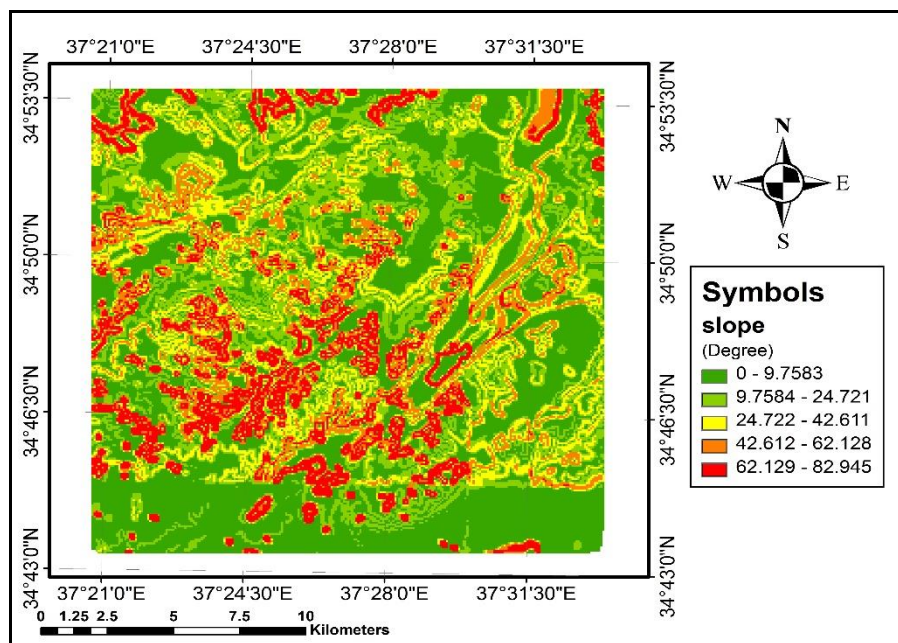 37°21'0"E 37°24'30"E 37°28'0"E 37°31'30"E
34°53'30"N
34°50'0"N
34°46'30"N
34°43'0"N
34°53'30"N
34°50'0"N
34°46'30"N
34°43'0"N
N
W E
S
Symbols
slope
(Degree)
0 - 9.7583
9.7584 - 24.721
24.722 - 42.611
42.612 - 62.128
62.129 - 82.945
37°21'0"E 37°24'30"E 37°28'0"E 37°31'30"E
0 1.25 2.5 5 7.5 10
Kilometers